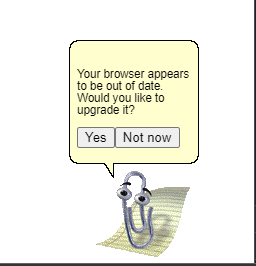 Your browser appears
to be out of date.
Would you like to
upgrade it?
Yes Not now